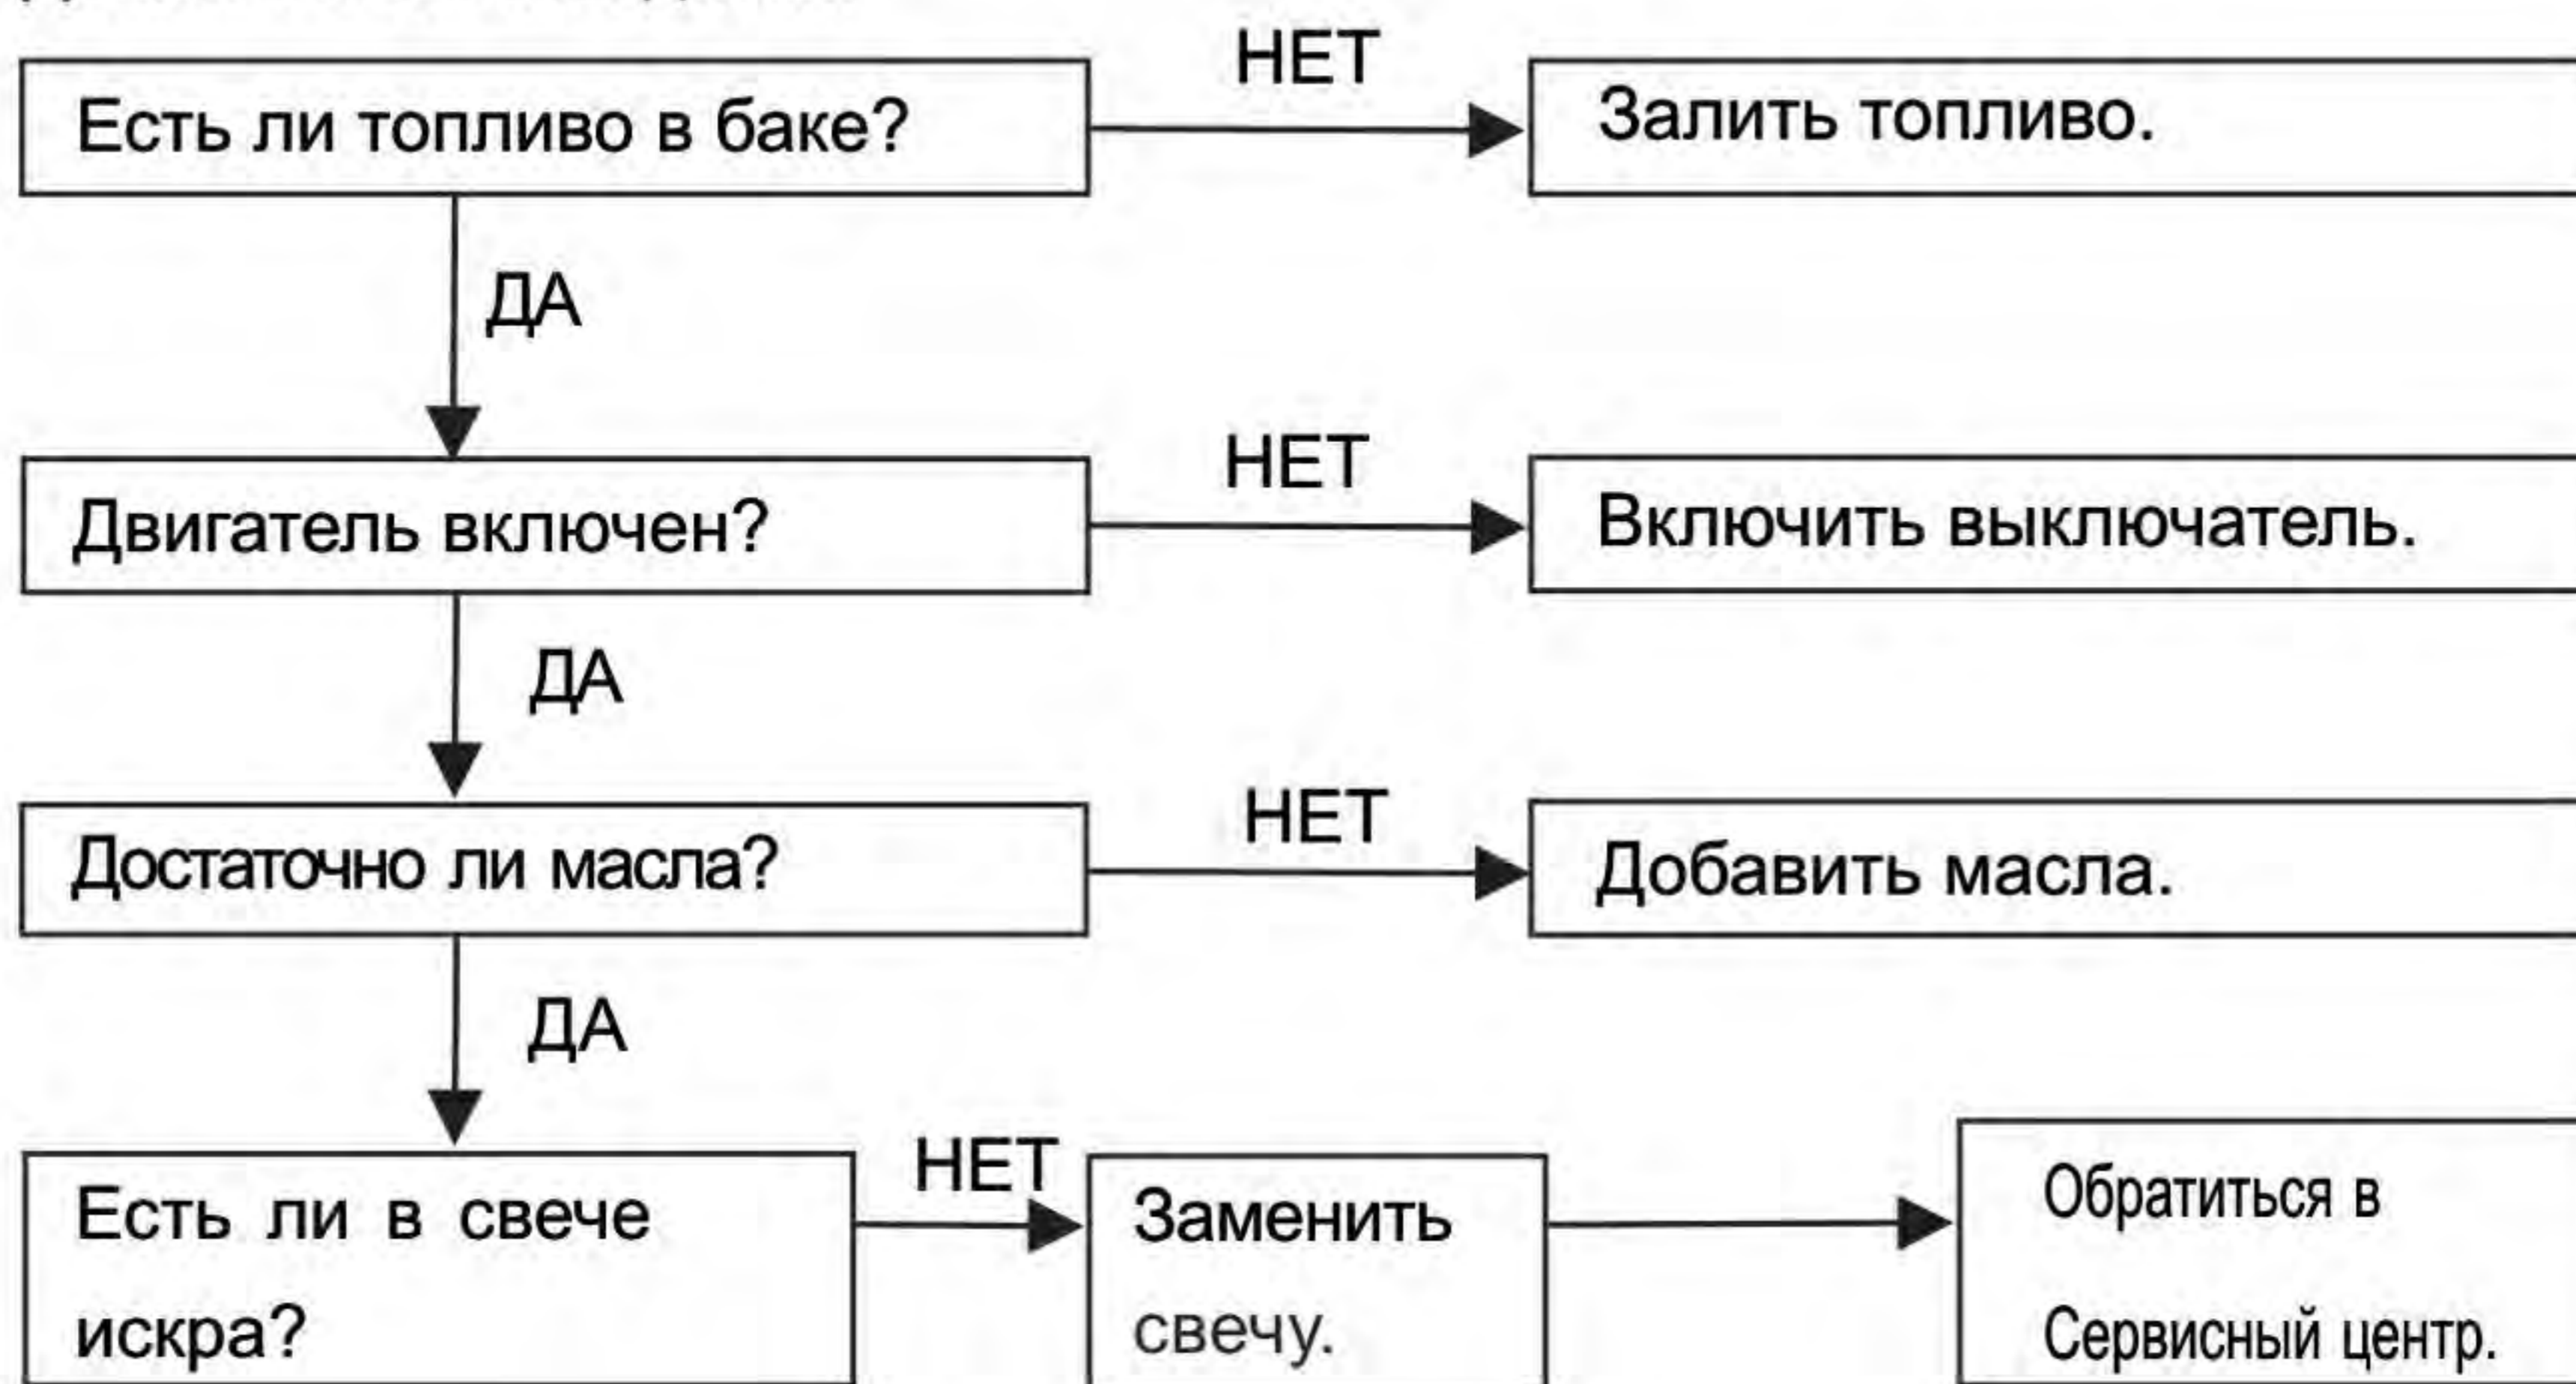 НЕТ
Есть ли топливо в баке?
Залить топливо.
ДА
НЕТ
Двигатель включен?
Включить выключатель.
ДА
НЕТ
Достаточно ли масла?
Добавить масла.
ДА
НЕТ
Есть ли в свече
искра?
Заменить
свечу.
Обратиться в
Сервисный центр.